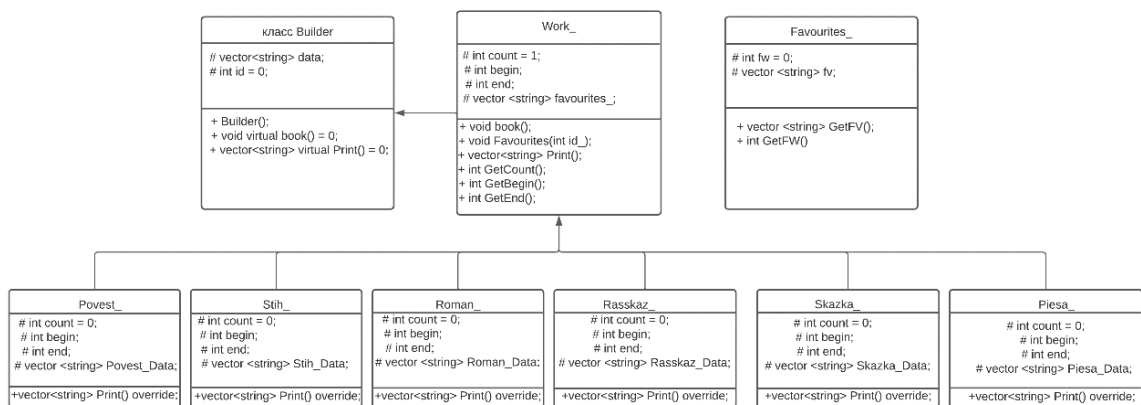 класс Builder
# vector<string> data;
# int id = 0;
+ Builder();
+ void virtual book() = 0;
+ vector<string> virtual Print() = 0;
Work_
# int count = 1;
# int begin;
# int end;
# vector <string> favourites_;
+ void book();
+ void Favourites(int id_);
+ vector<string> Print();
+ int GetCount();
+ int GetBegin();
+ int GetEnd();
Favourites_
# int fw = 0;
# vector <string> fv;
+ vector <string> GetFV();
+ int GetFW()
Povest_
# int count = 0;
# int begin;
# int end;
# vector <string> Povest_Data;
+vector<string> Print() override;
Stih_
# int count = 0;
# int begin;
# int end;
# vector <string> Stih_Data;
+vector<string> Print() override;
Roman_
# int count = 0;
# int begin;
# int end;
# vector <string> Roman_Data;
+vector<string> Print() override;
Rasskaz_
# int count = 0;
# int begin;
# int end;
# vector <string> Rasskaz_Data;
+vector<string> Print() override;
Skazka_
# int count = 0;
# int begin;
# int end;
# vector <string> Skazka_Data;
+vector<string> Print() override;
Piesa_
# int count = 0;
# int begin;
# int end;
# vector <string> Piesa_Data;
+vector<string> Print() override;